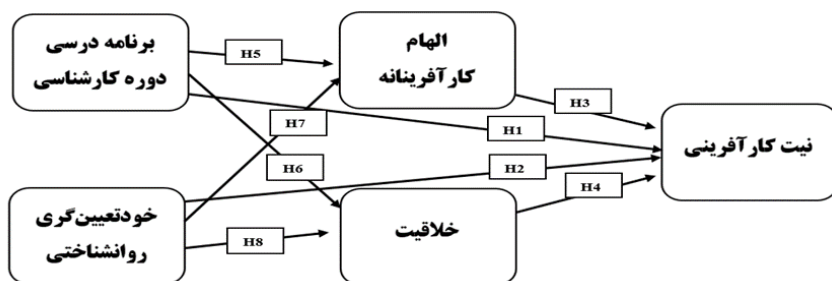 برنامه درسی
دوره کارشناسی
H5
الهام
کارآفرینانه
H3
H7
H1
نیت کارآفرینی
H6
H2
H4
خودتعیین‌گری
روانشناختی
H8
خلاقیت